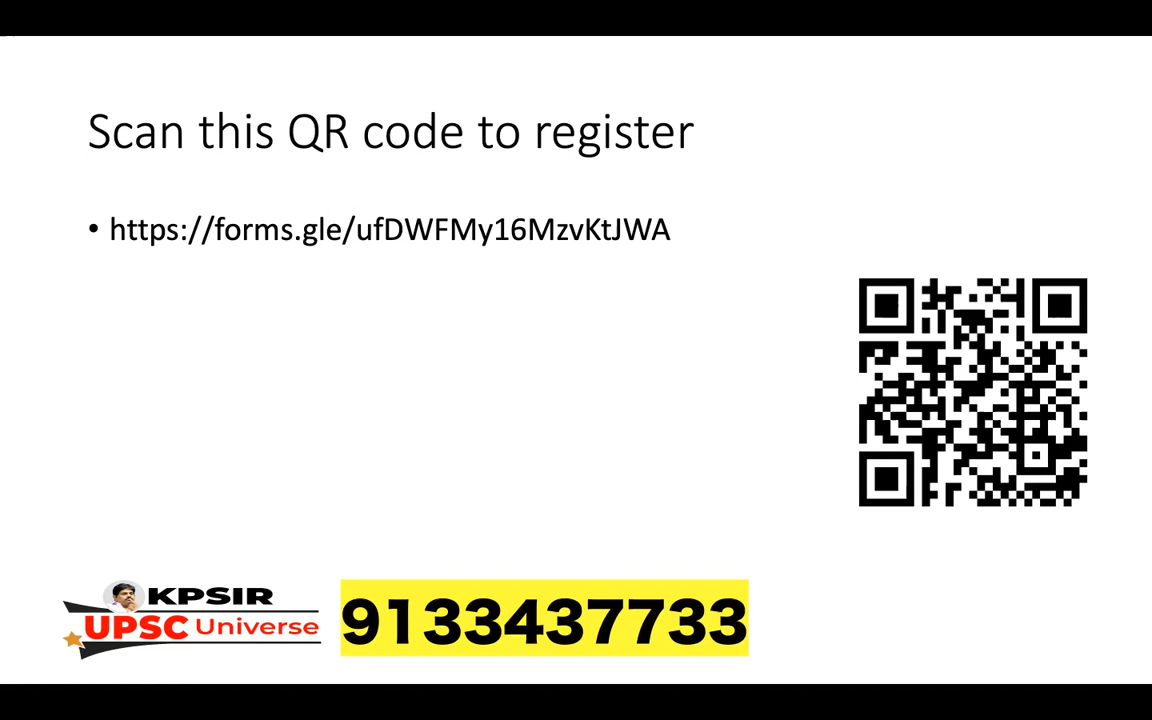 Scan this QR code to register
• https://forms.gle/ufDWFMy16MzvKtJWA
KPSIR
UPSC Universe
9133437733